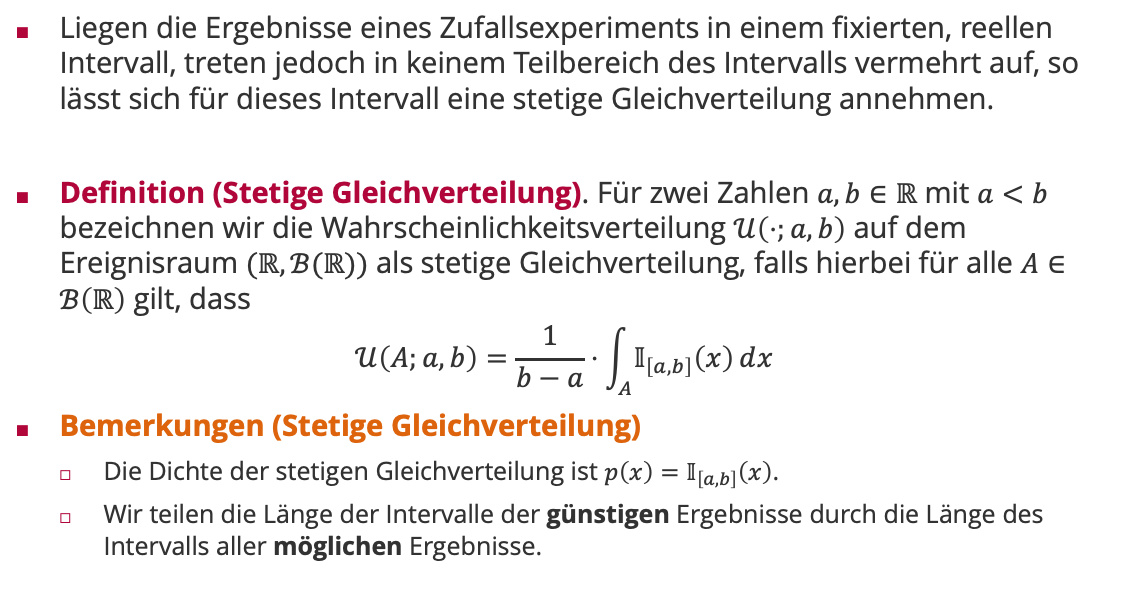 ▪ Liegen die Ergebnisse eines Zufallsexperiments in einem fixierten, reellen
Intervall, treten jedoch in keinem Teilbereich des Intervalls vermehrt auf, so
lässt sich für dieses Intervall eine stetige Gleichverteilung annehmen.
▪ Definition (Stetige Gleichverteilung). Für zwei Zahlen 𝑎, 𝑏 ∈ ℝ mit 𝑎 < 𝑏
bezeichnen wir die Wahrscheinlichkeitsverteilung 𝒰(·; 𝑎, 𝑏) auf dem
Ereignisraum (ℝ, ℬ(ℝ)) als stetige Gleichverteilung, falls hierbei für alle 𝐴 ∈
ℬ(ℝ) gilt, dass
𝒰(𝐴; 𝑎, 𝑏) = 1/(𝑏 − 𝑎) · ∫_𝐴 𝕀_[𝑎,𝑏](𝑥) 𝑑𝑥
▪ Bemerkungen (Stetige Gleichverteilung)
□ Die Dichte der stetigen Gleichverteilung ist 𝑝(𝑥) = 𝕀_[𝑎,𝑏](𝑥).
□ Wir teilen die Länge der Intervalle der günstigen Ergebnisse durch die Länge des
Intervalls aller möglichen Ergebnisse.